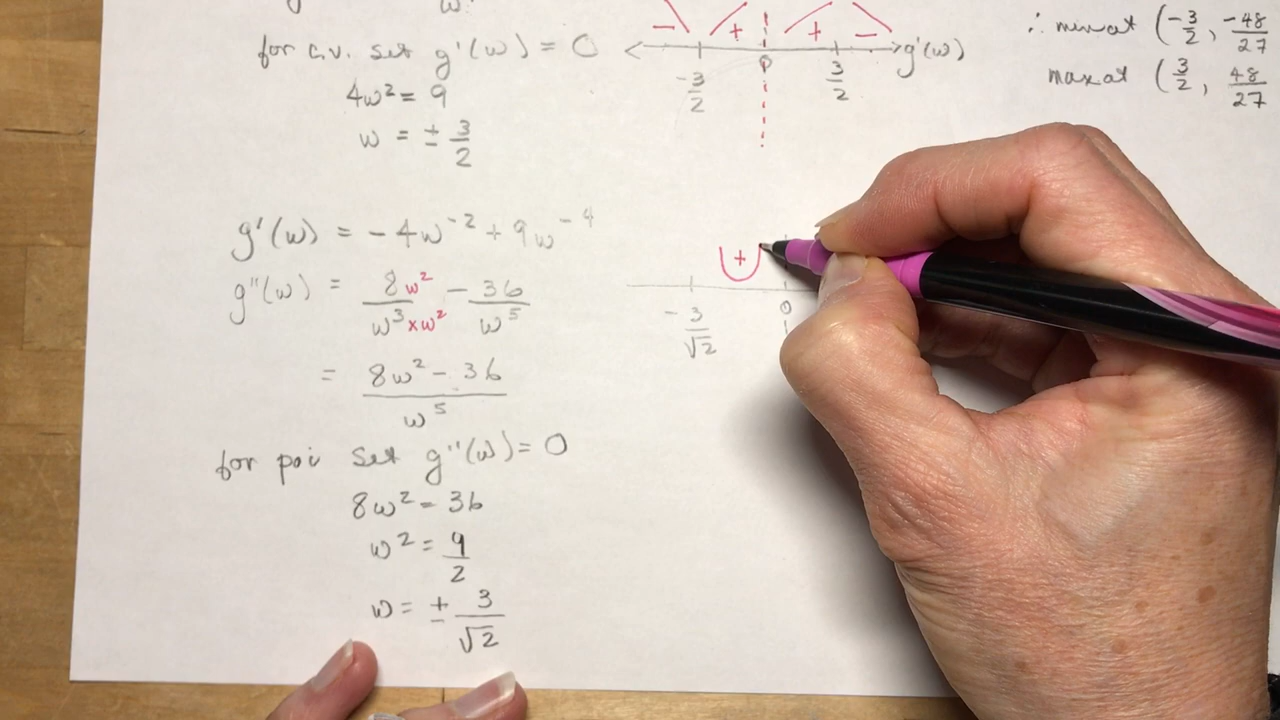 for c.v. set g'(w) = 0
4w² = 9
w = ± 3/2
- + + -
g'(w)
-3/2 0 3/2
∴ min at (-3/2, -48/27
max at (3/2, 48/27
g'(w) = -4w⁻² + 9w⁻⁴
g''(w) = 8w²/w³×w² - 36/w⁵
= 8w² - 36/w⁵
for poi set g''(w) = 0
8w² = 36
w² = 9/2
w = ± 3/√2
+
-3/√2 0